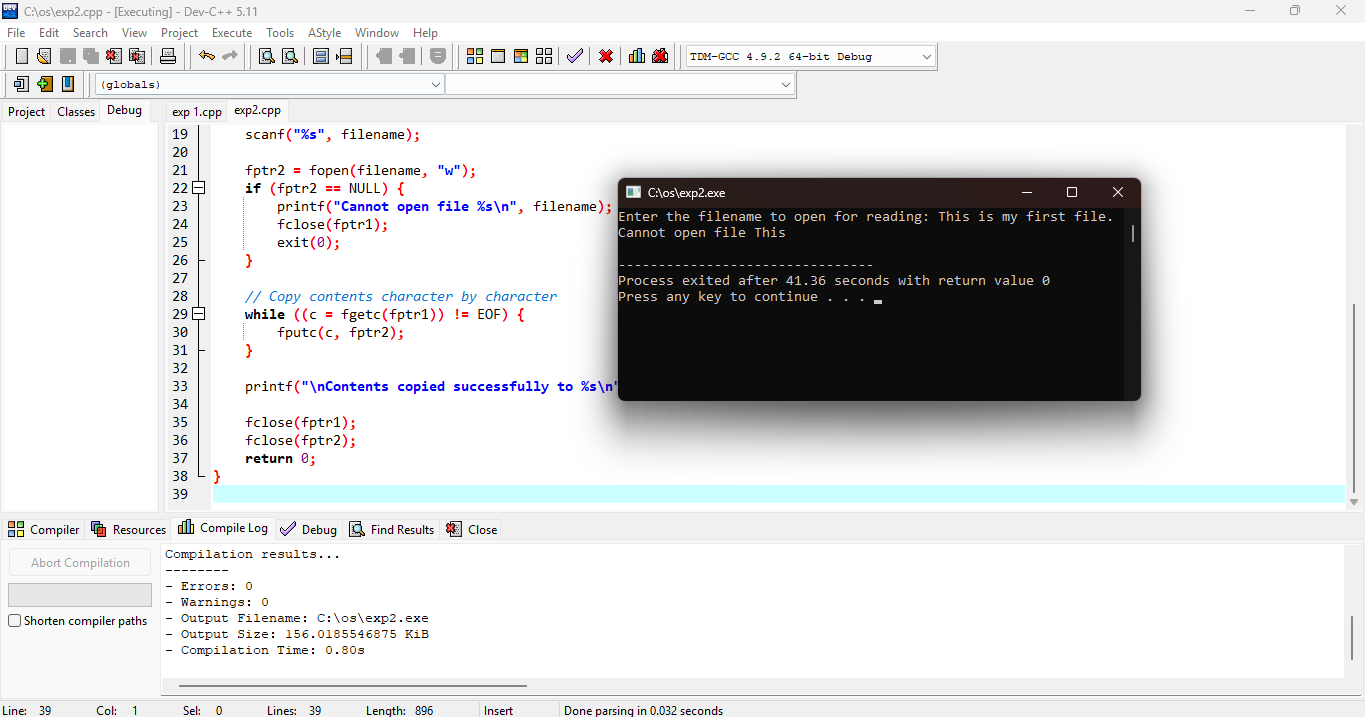 C:\os\exp2.cpp - [Executing] - Dev-C++ 5.11
File Edit Search View Project Execute Tools AStyle Window Help
TDM-GCC 4.9.2 64-bit Debug
(globals)
Project Classes Debug exp 1.cpp exp2.cpp
19 scanf("%s", filename);
20
21 fptr2 = fopen(filename, "w");
22 if (fptr2 == NULL) {
23 printf("Cannot open file %s\n", filename);
24 fclose(fptr1);
25 exit(0);
26 }
27
28 // Copy contents character by character
29 while ((c = fgetc(fptr1)) != EOF) {
30 fputc(c, fptr2);
31 }
32
33 printf("\nContents copied successfully to %s\n"
34
35 fclose(fptr1);
36 fclose(fptr2);
37 return 0;
38 }
39
C:\os\exp2.exe
Enter the filename to open for reading: This is my first file.
Cannot open file This
--------------------------------
Process exited after 41.36 seconds with return value 0
Press any key to continue . . .
Compiler Resources Compile Log Debug Find Results Close
Abort Compilation
Shorten compiler paths
Compilation results...
--------
- Errors: 0
- Warnings: 0
- Output Filename: C:\os\exp2.exe
- Output Size: 156.0185546875 KiB
- Compilation Time: 0.80s
Line: 39 Col: 1 Sel: 0 Lines: 39 Length: 896 Insert Done parsing in 0.032 seconds